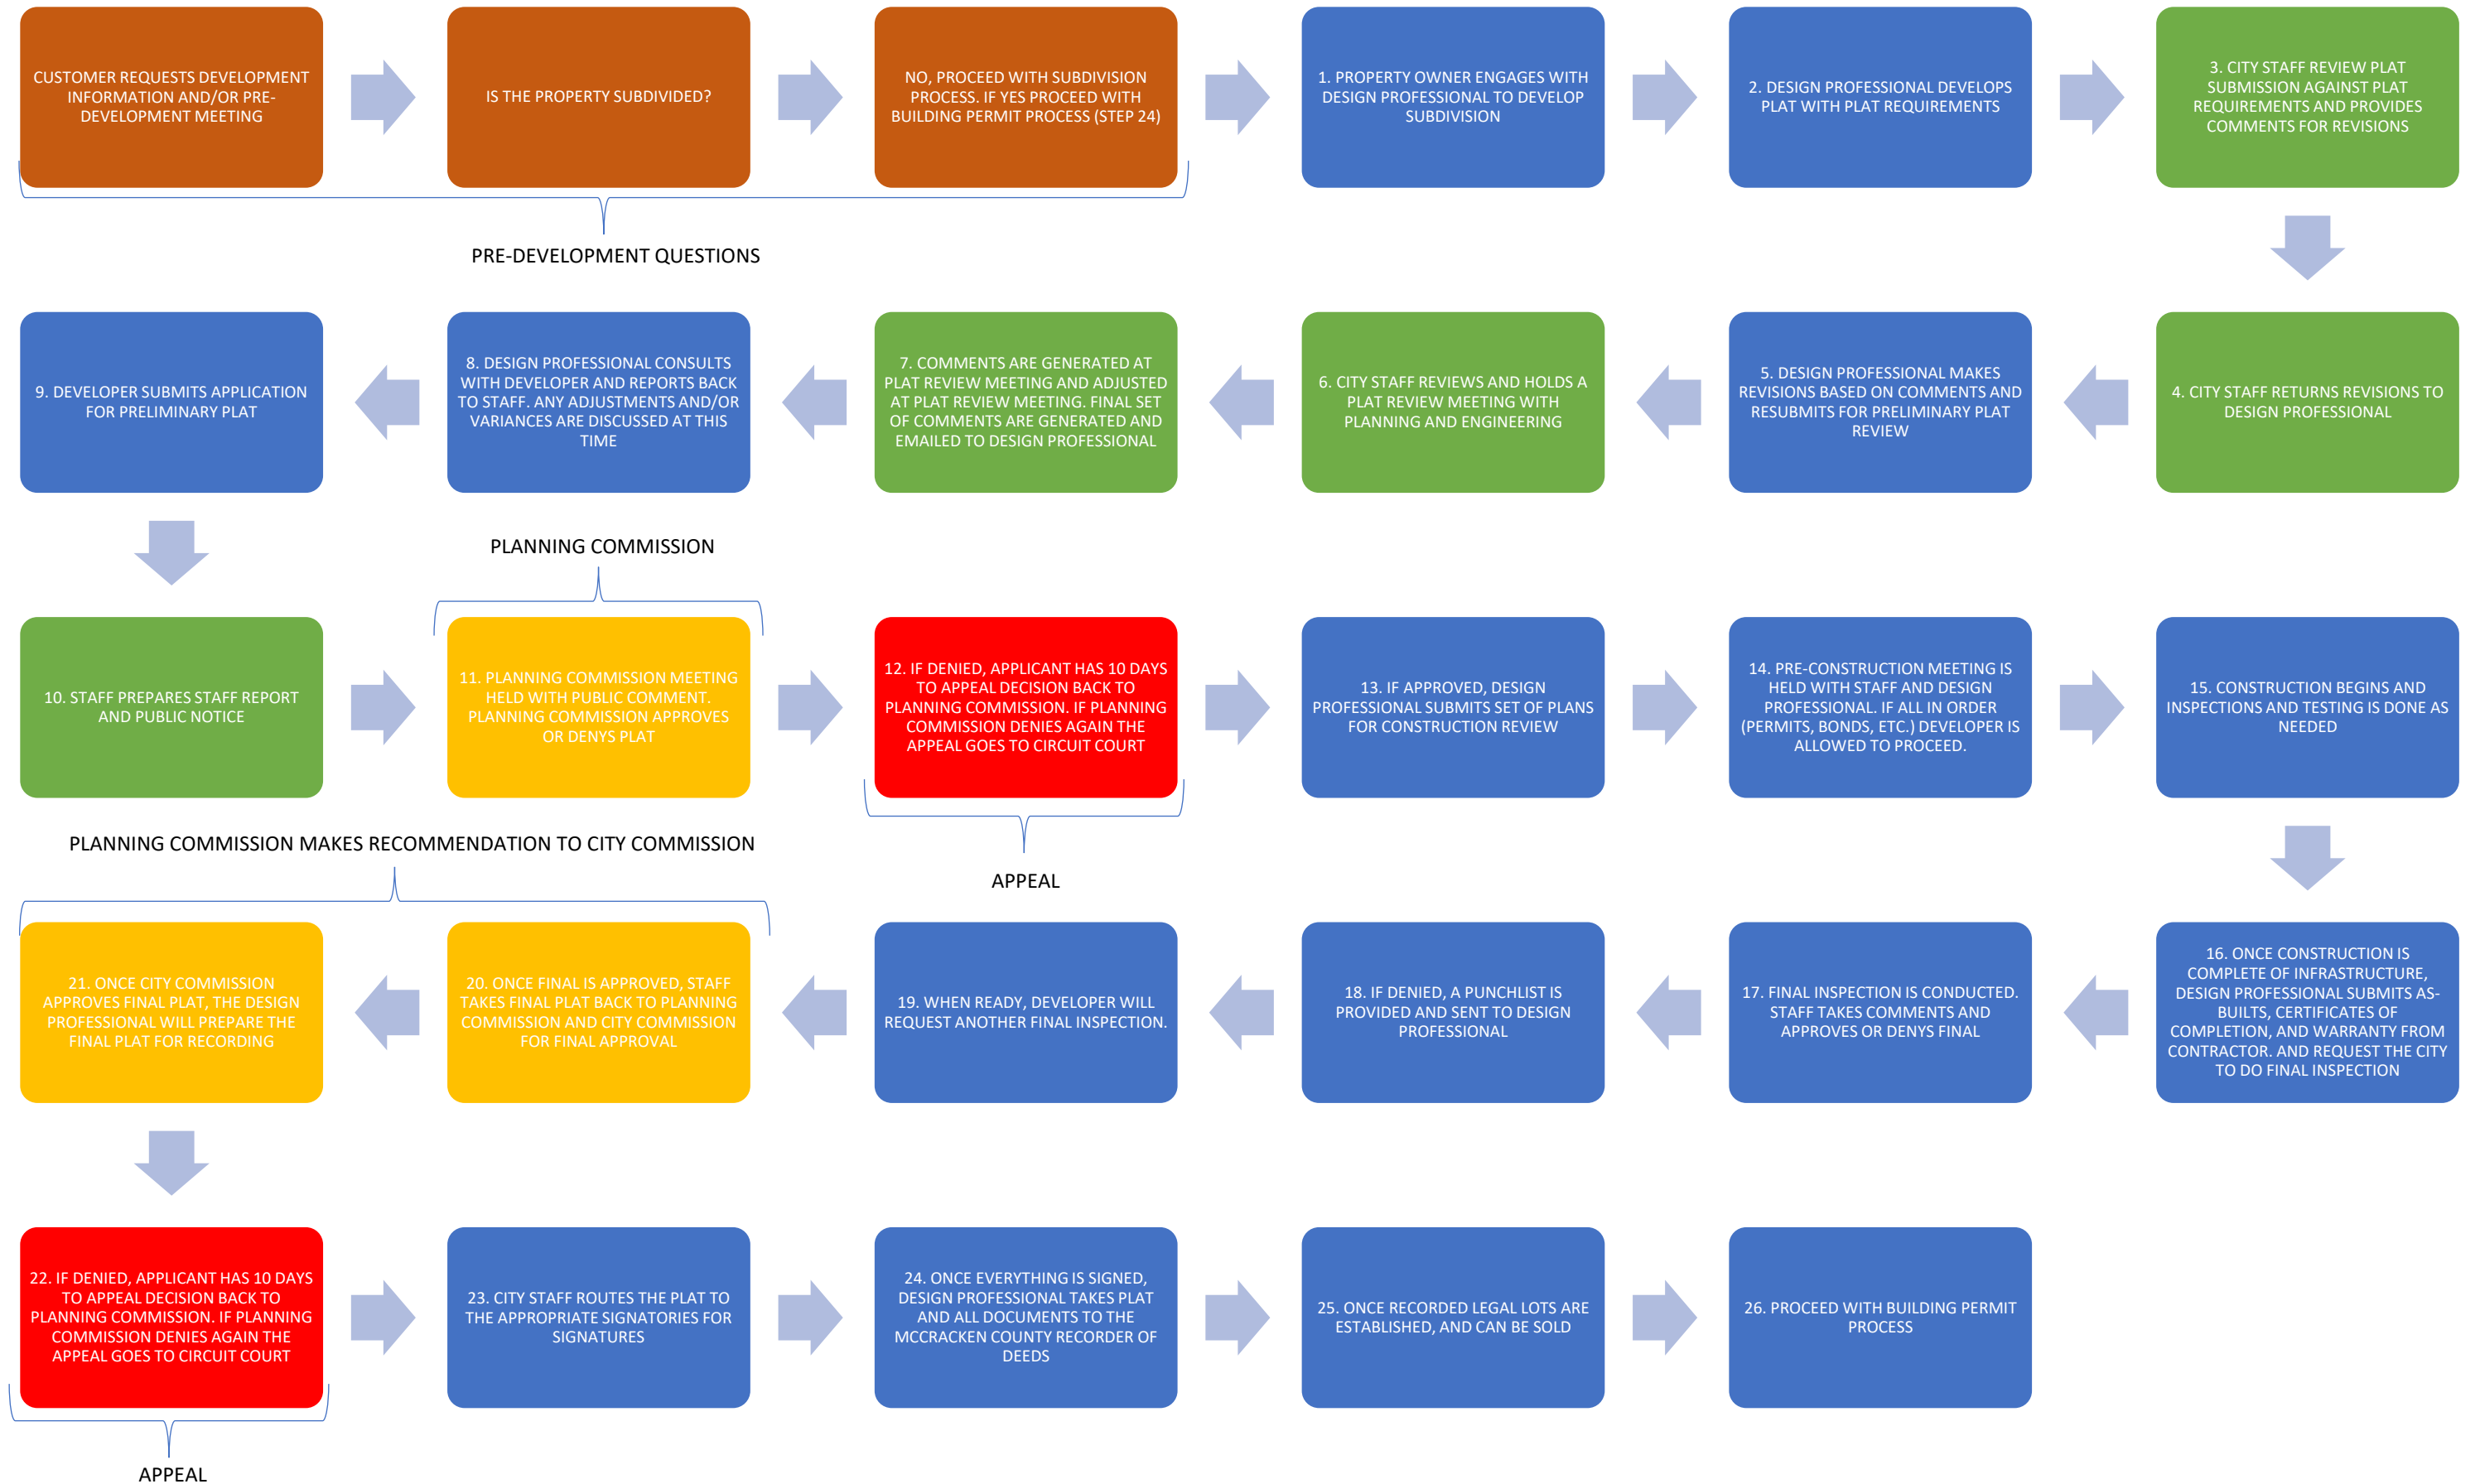 CUSTOMER REQUESTS DEVELOPMENT
INFORMATION AND/OR PRE-
DEVELOPMENT MEETING
IS THE PROPERTY SUBDIVIDED?
NO, PROCEED WITH SUBDIVISION
PROCESS. IF YES PROCEED WITH
BUILDING PERMIT PROCESS (STEP 24)
1. PROPERTY OWNER ENGAGES WITH
DESIGN PROFESSIONAL TO DEVELOP
SUBDIVISION
2. DESIGN PROFESSIONAL DEVELOPS
PLAT WITH PLAT REQUIREMENTS
3. CITY STAFF REVIEW PLAT
SUBMISSION AGAINST PLAT
REQUIREMENTS AND PROVIDES
COMMENTS FOR REVISIONS
PRE-DEVELOPMENT QUESTIONS
4. CITY STAFF RETURNS REVISIONS TO
DESIGN PROFESSIONAL
5. DESIGN PROFESSIONAL MAKES
REVISIONS BASED ON COMMENTS AND
RESUBMITS FOR PRELIMINARY PLAT
REVIEW
6. CITY STAFF REVIEWS AND HOLDS A
PLAT REVIEW MEETING WITH
PLANNING AND ENGINEERING
7. COMMENTS ARE GENERATED AT
PLAT REVIEW MEETING AND ADJUSTED
AT PLAT REVIEW MEETING. FINAL SET
OF COMMENTS ARE GENERATED AND
EMAILED TO DESIGN PROFESSIONAL
8. DESIGN PROFESSIONAL CONSULTS
WITH DEVELOPER AND REPORTS BACK
TO STAFF. ANY ADJUSTMENTS AND/OR
VARIANCES ARE DISCUSSED AT THIS
TIME
9. DEVELOPER SUBMITS APPLICATION
FOR PRELIMINARY PLAT
PLANNING COMMISSION
10. STAFF PREPARES STAFF REPORT
AND PUBLIC NOTICE
11. PLANNING COMMISSION MEETING
HELD WITH PUBLIC COMMENT.
PLANNING COMMISSION APPROVES
OR DENYS PLAT
12. IF DENIED, APPLICANT HAS 10 DAYS
TO APPEAL DECISION BACK TO
PLANNING COMMISSION. IF PLANNING
COMMISSION DENIES AGAIN THE
APPEAL GOES TO CIRCUIT COURT
13. IF APPROVED, DESIGN
PROFESSIONAL SUBMITS SET OF PLANS
FOR CONSTRUCTION REVIEW
14. PRE-CONSTRUCTION MEETING IS
HELD WITH STAFF AND DESIGN
PROFESSIONAL. IF ALL IN ORDER
(PERMITS, BONDS, ETC.) DEVELOPER IS
ALLOWED TO PROCEED.
15. CONSTRUCTION BEGINS AND
INSPECTIONS AND TESTING IS DONE AS
NEEDED
APPEAL
PLANNING COMMISSION MAKES RECOMMENDATION TO CITY COMMISSION
16. ONCE CONSTRUCTION IS
COMPLETE OF INFRASTRUCTURE,
DESIGN PROFESSIONAL SUBMITS AS-
BUILTS, CERTIFICATES OF
COMPLETION, AND WARRANTY FROM
CONTRACTOR. AND REQUEST THE CITY
TO DO FINAL INSPECTION
17. FINAL INSPECTION IS CONDUCTED.
STAFF TAKES COMMENTS AND
APPROVES OR DENYS FINAL
18. IF DENIED, A PUNCHLIST IS
PROVIDED AND SENT TO DESIGN
PROFESSIONAL
19. WHEN READY, DEVELOPER WILL
REQUEST ANOTHER FINAL INSPECTION.
20. ONCE FINAL IS APPROVED, STAFF
TAKES FINAL PLAT BACK TO PLANNING
COMMISSION AND CITY COMMISSION
FOR FINAL APPROVAL
21. ONCE CITY COMMISSION
APPROVES FINAL PLAT, THE DESIGN
PROFESSIONAL WILL PREPARE THE
FINAL PLAT FOR RECORDING
22. IF DENIED, APPLICANT HAS 10 DAYS
TO APPEAL DECISION BACK TO
PLANNING COMMISSION. IF PLANNING
COMMISSION DENIES AGAIN THE
APPEAL GOES TO CIRCUIT COURT
23. CITY STAFF ROUTES THE PLAT TO
THE APPROPRIATE SIGNATORIES FOR
SIGNATURES
24. ONCE EVERYTHING IS SIGNED,
DESIGN PROFESSIONAL TAKES PLAT
AND ALL DOCUMENTS TO THE
MCCRACKEN COUNTY RECORDER OF
DEEDS
25. ONCE RECORDED LEGAL LOTS ARE
ESTABLISHED, AND CAN BE SOLD
26. PROCEED WITH BUILDING PERMIT
PROCESS
APPEAL